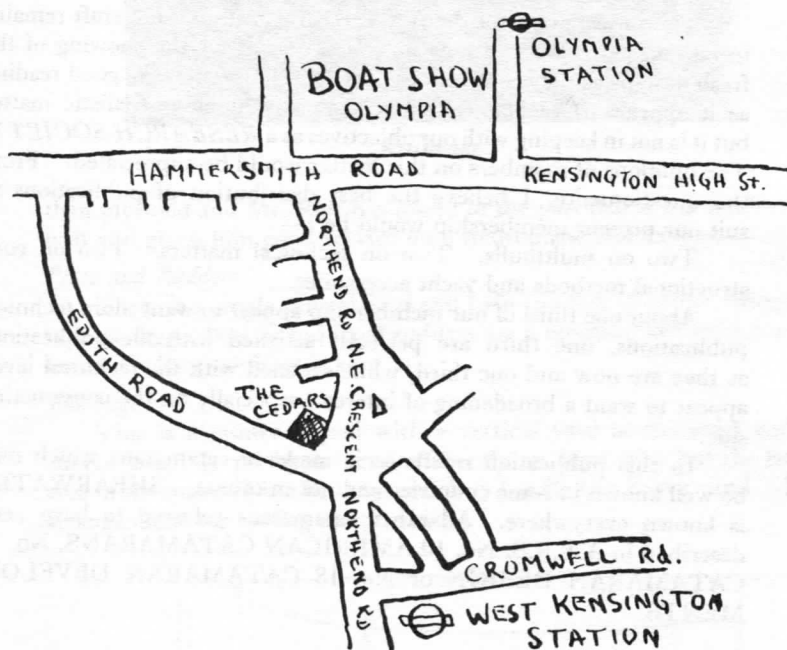 OLYMPIA
STATION
BOAT SHOW
OLYMPIA
HAMMERSMITH ROAD
KENSINGTON HIGH ST.
NORTHEND RD
N.E. CRESCENT
EDITH ROAD
THE
CEDARS
NORTHEND RD
CROMWELL Rd.
WEST KENSINGTON
STATION